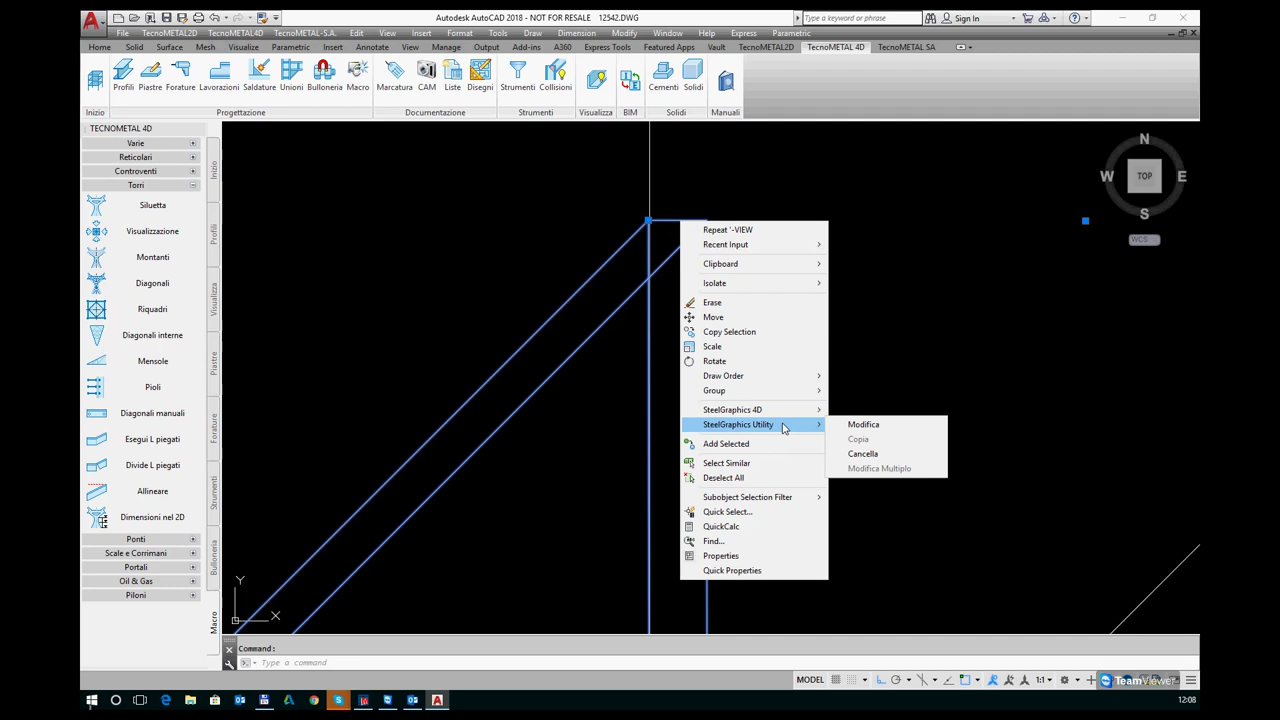 Autodesk AutoCAD 2018 - NOT FOR RESALE 12542.DWG
Type a keyword or phrase
Sign In
File TecnoMETAL2D TecnoMETAL4D TecnoMETAL-S.A. Edit View Insert Format Tools Draw Dimension Modify Window Help Express Parametric
Home Solid Surface Mesh Visualize Parametric Insert Annotate View Manage Output Add-ins A360 Express Tools Featured Apps Vault TecnoMETAL2D TecnoMETAL 4D TecnoMETAL SA
Profili Piastre Forature Lavorazioni Saldature Unioni Bulloneria Macro Marcatura CAM Liste Disegni Strumenti Collisioni Cementi Solidi
Inizio Progettazione Documentazione Strumenti Visualizza BIM Solidi Manuali
TECNOMETAL 4D
Varie
Reticolari
Controventi
Torri
Siluetta
Visualizzazione
Montanti
Diagonali
Riquadri
Diagonali interne
Mensole
Pioli
Diagonali manuali
Esegui L piegati
Divide L piegato
Allineare
Dimensioni nel 2D
Ponti
Scale e Corrimani
Portali
Oil & Gas
Piloni
Inizio
Profili
Visualizza
Piastre
Forature
Strumenti
Bulloneria
Macro
Repeat '-VIEW
Recent Input
Clipboard
Isolate
Erase
Move
Copy Selection
Scale
Rotate
Draw Order
Group
SteelGraphics 4D
SteelGraphics Utility
Add Selected
Select Similar
Deselect All
Subobject Selection Filter
Quick Select...
QuickCalc
Find...
Properties
Quick Properties
Modifica
Copia
Cancella
Modifica Multiplo
N
W TOP E
S
WCS
Y
X
Command:
Type a command
MODEL
1:1
TeamViewer
12:08